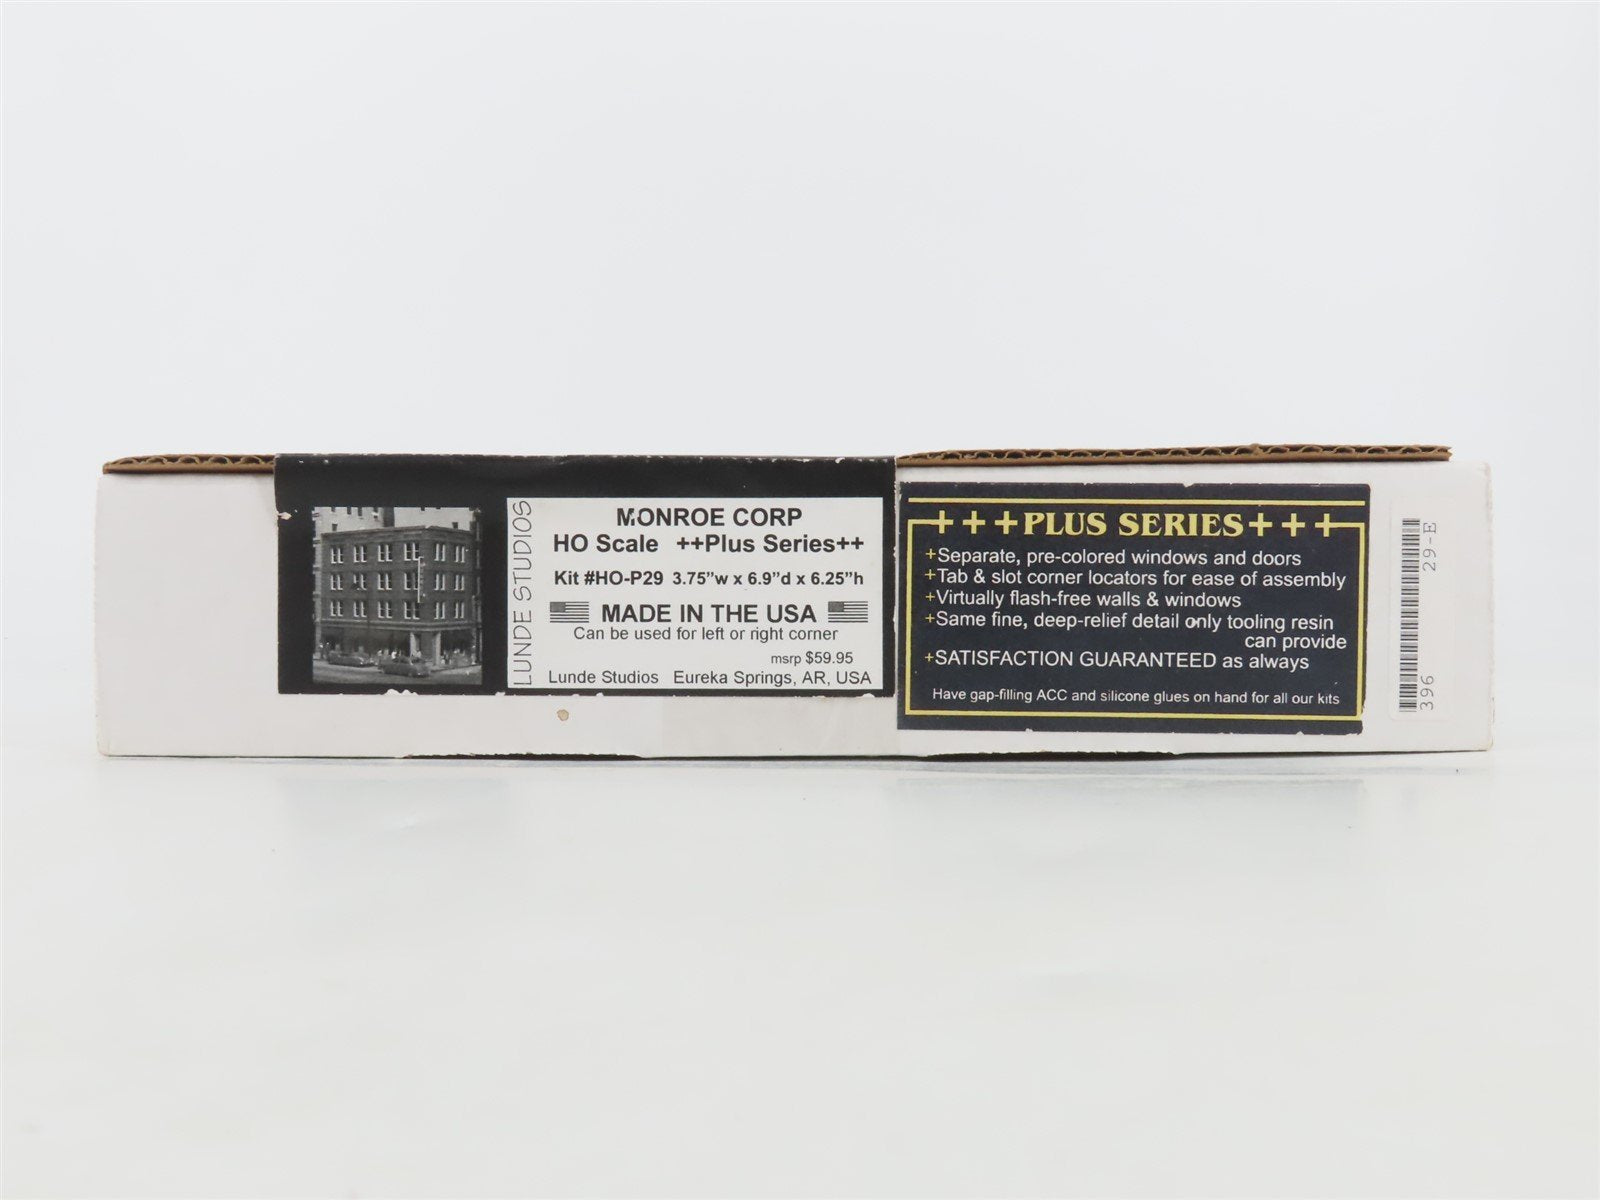 LUNDE STUDIOS
MONROE CORP
HO Scale ++Plus Series++
Kit #HO-P29 3.75"w x 6.9"d x 6.25"h
MADE IN THE USA
Can be used for left or right corner
msrp $59.95
Lunde Studios Eureka Springs, AR, USA
+++PLUS SERIES+++
+Separate, pre-colored windows and doors
+Tab & slot corner locators for ease of assembly
+Virtually flash-free walls & windows
+Same fine, deep-relief detail only tooling resin
can provide
+SATISFACTION GUARANTEED as always
Have gap-filling ACC and silicone glues on hand for all our kits
396 29-E